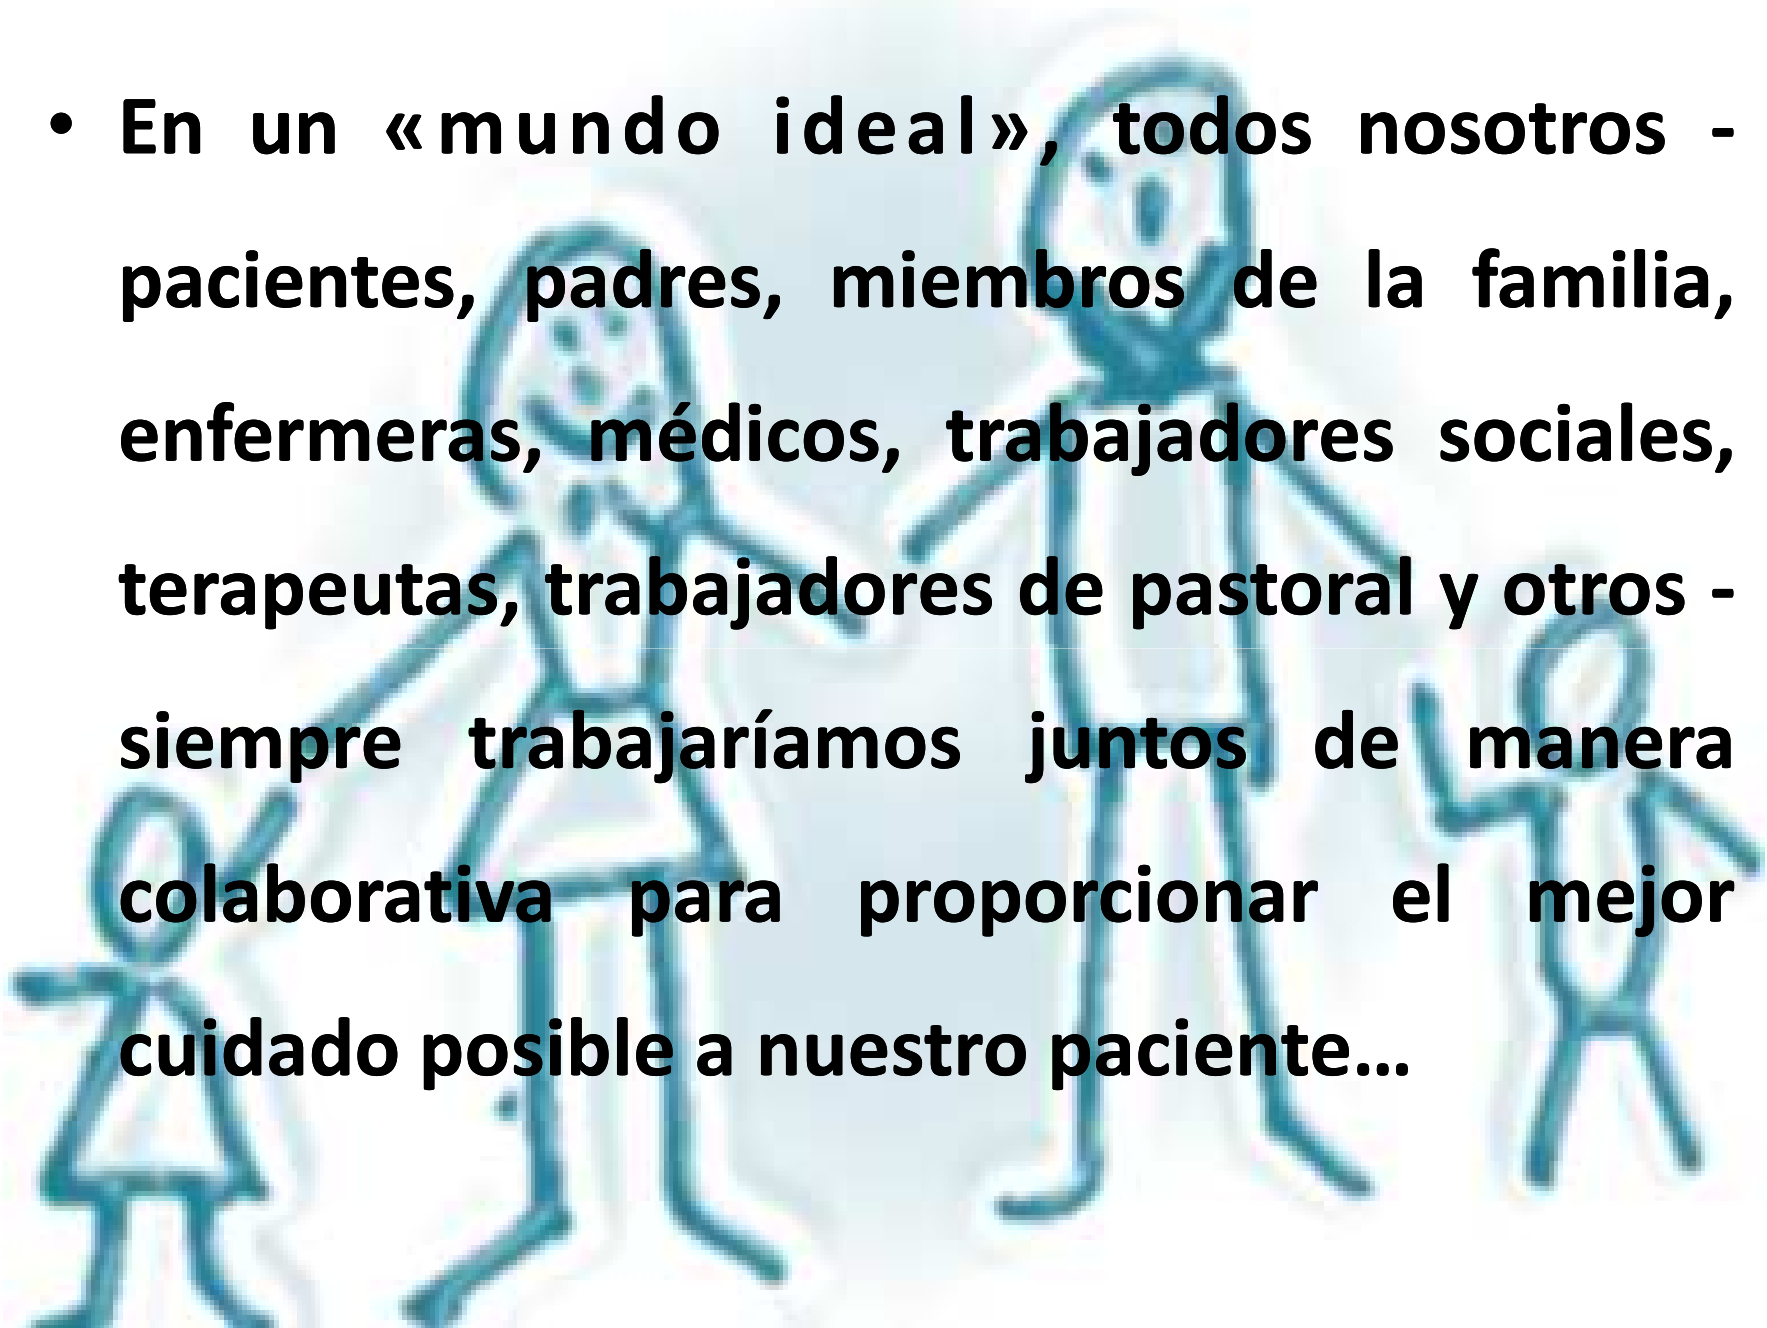 • En un «mundo ideal», todos nosotros -
pacientes, padres, miembros de la familia,
enfermeras, médicos, trabajadores sociales,
terapeutas, trabajadores de pastoral y otros -
siempre trabajaríamos juntos de manera
colaborativa para proporcionar el mejor
cuidado posible a nuestro paciente…